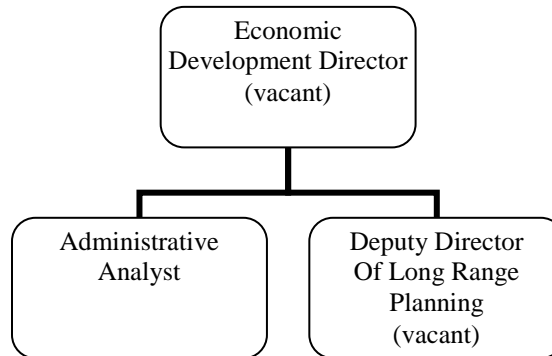 Economic
Development Director
(vacant)
Administrative
Analyst
Deputy Director
Of Long Range
Planning
(vacant)